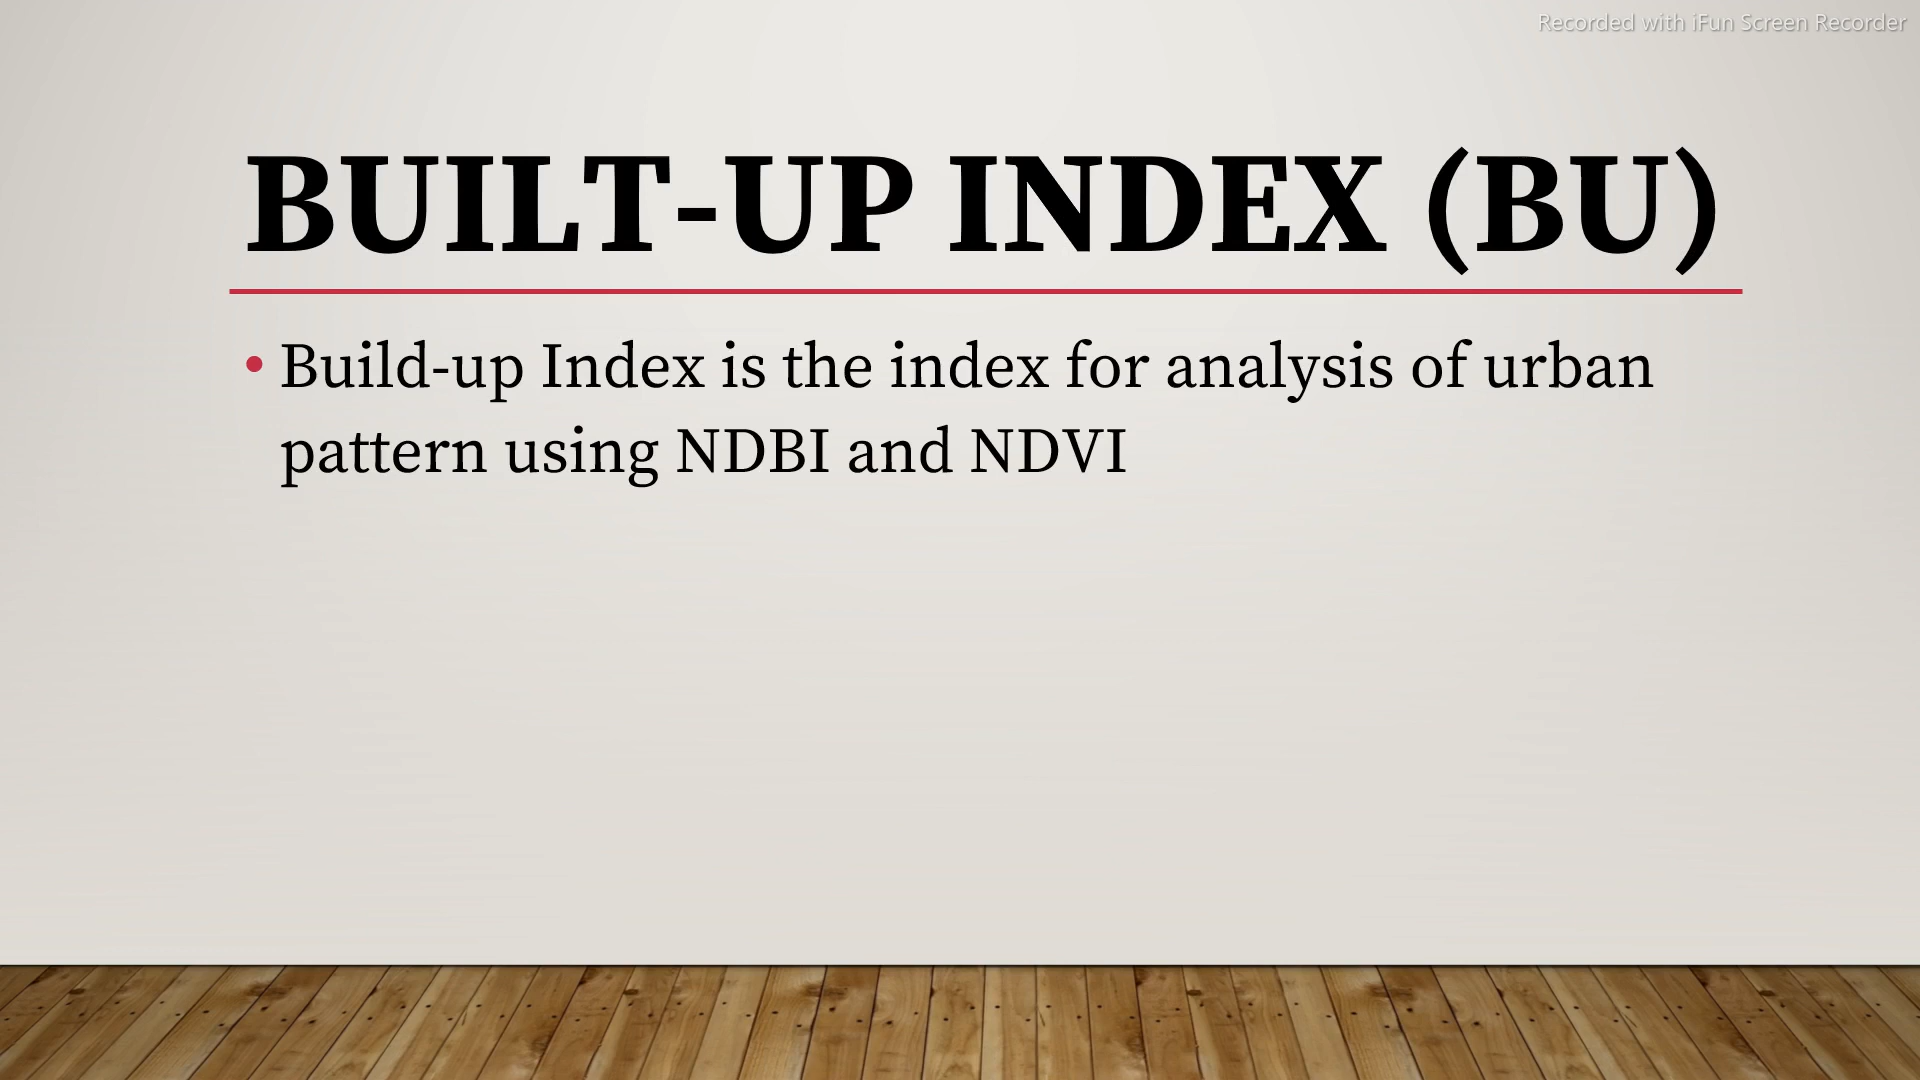 Recorded with iFun Screen Recorder
BUILT-UP INDEX (BU)
• Build-up Index is the index for analysis of urban
pattern using NDBI and NDVI